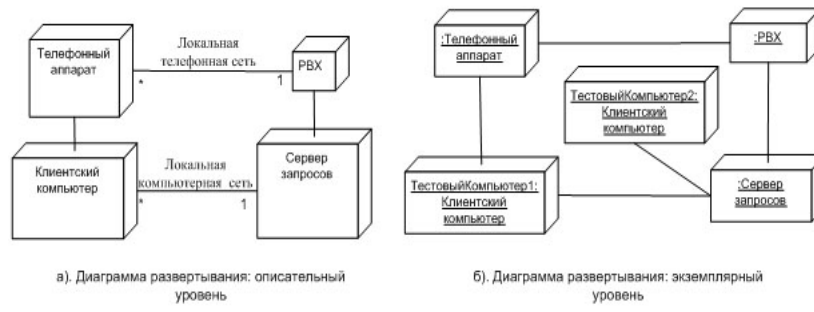 Телефонный
аппарат
Локальная
телефонная сеть
*
1
PBX
Клиентский
компьютер
Локальная
компьютерная сеть
*
1
Сервер
запросов
а). Диаграмма развертывания: описательный
уровень
:Телефонный
аппарат
:PBX
ТестовыйКомпьютер2:
Клиентский
компьютер
ТестовыйКомпьютер1:
Клиентский
компьютер
:Сервер
запросов
б). Диаграмма развертывания: экземплярный
уровень